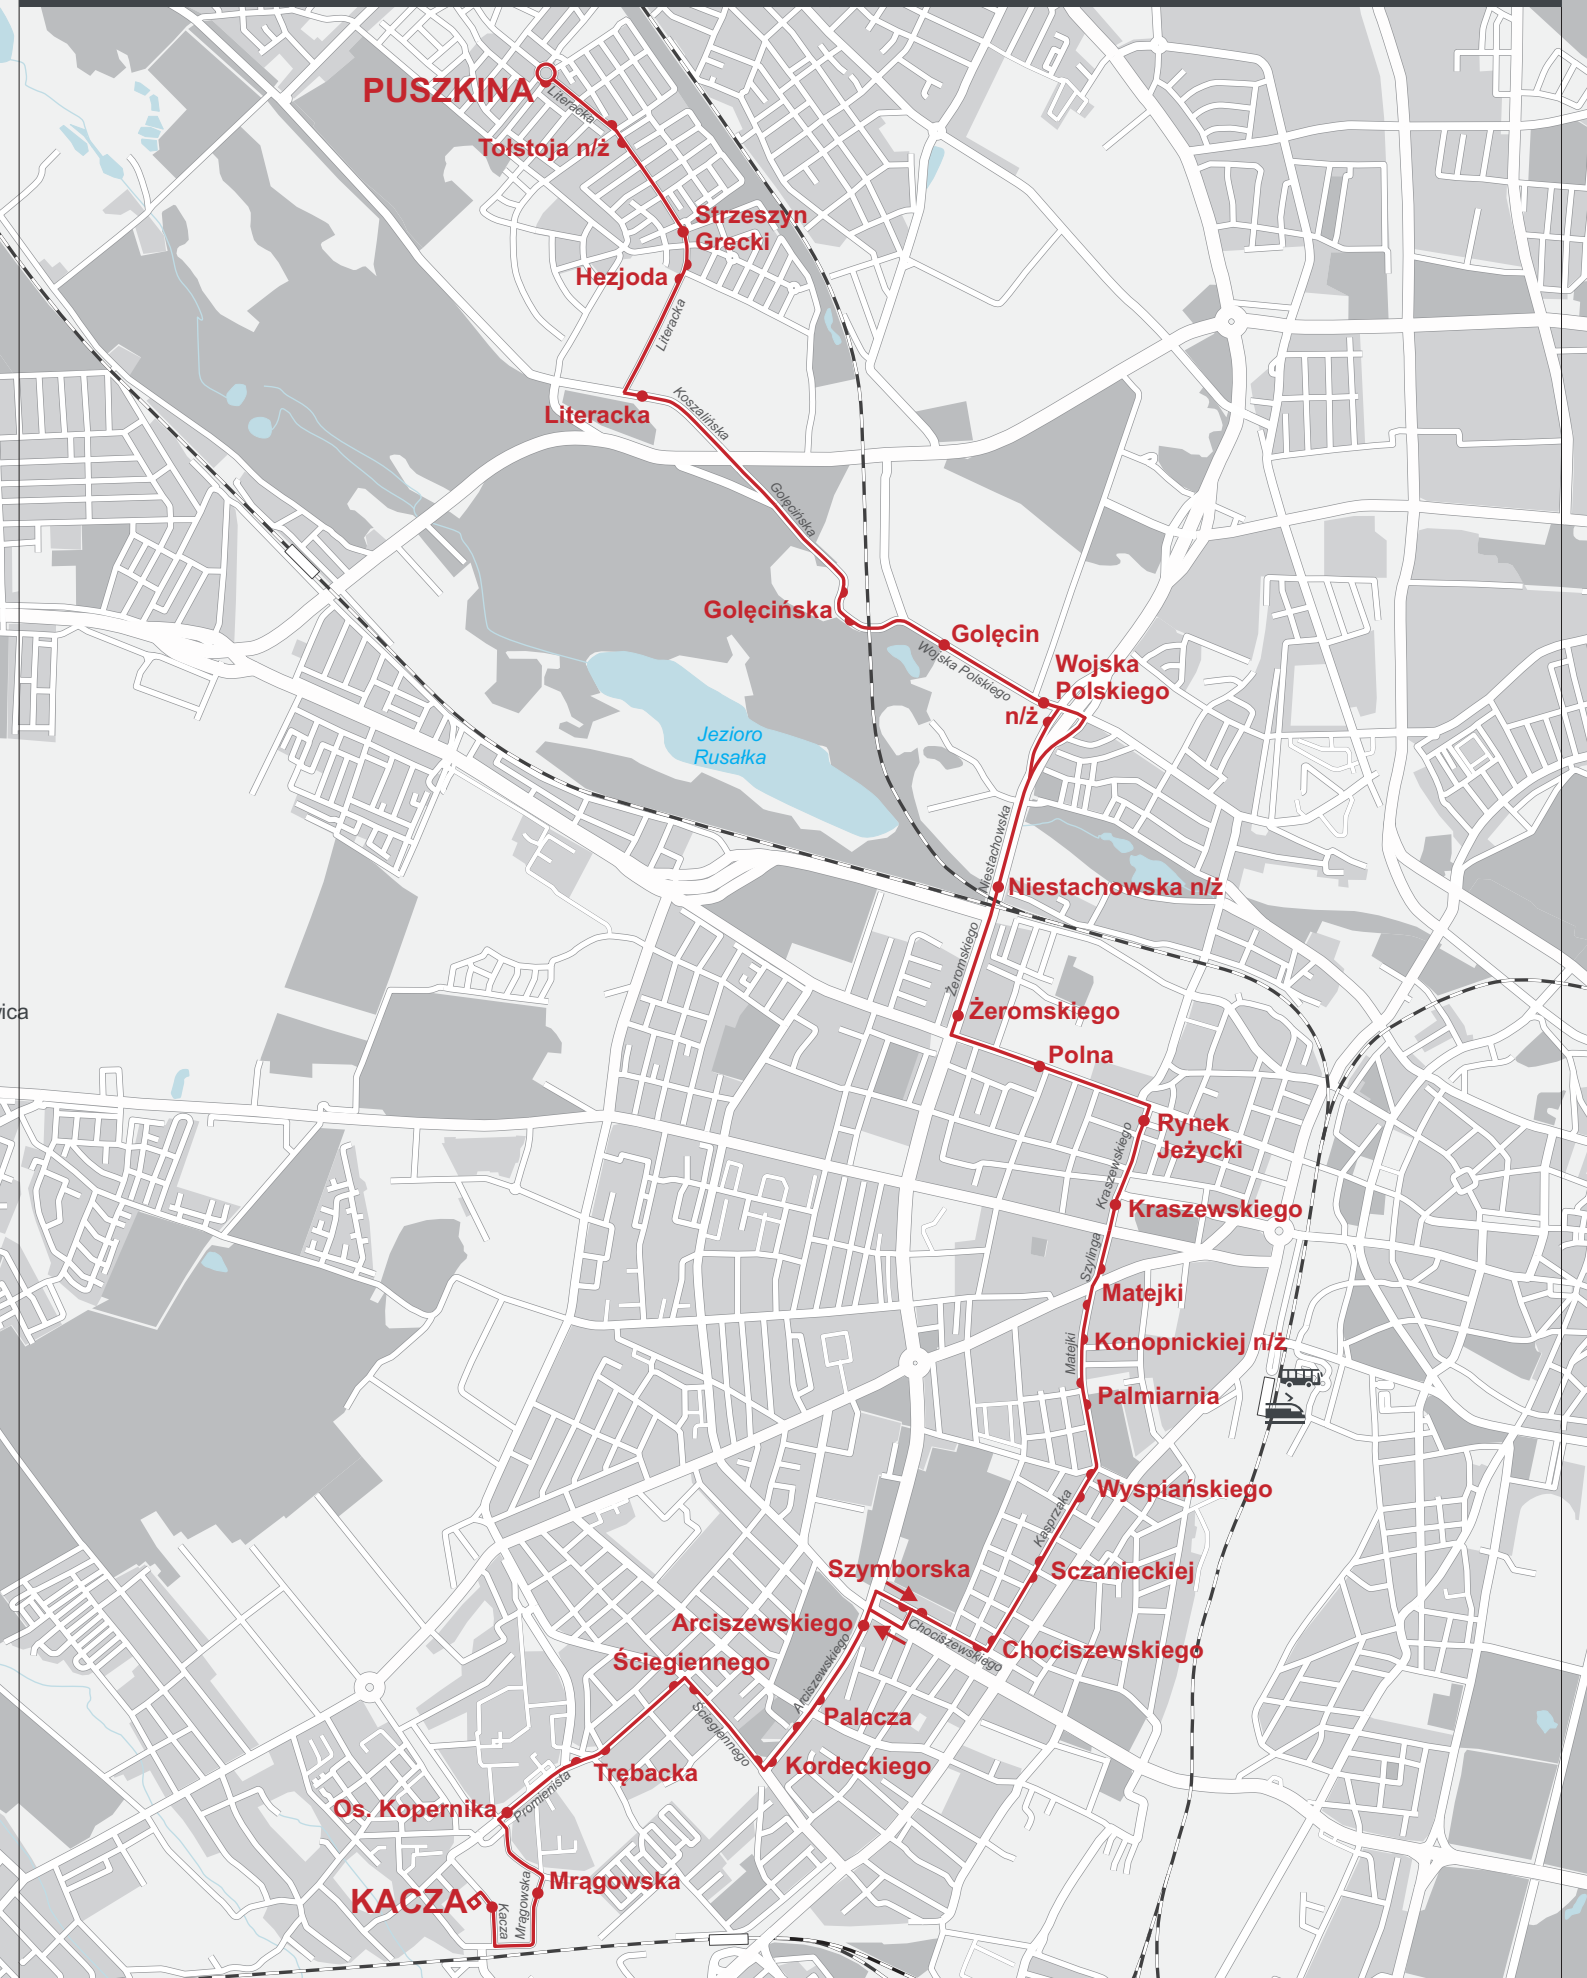 PUSZKINA
Literacka
Tołstoja n/ż
Strzeszyn
Grecki
Hezjoda
Literacka
Literacka
Koszalińska
Golęcińska
Golęcińska
Golęcin
Wojska Polskiego
Wojska
Polskiego
n/ż
Jezioro
Rusałka
Niestachowska
Niestachowska n/ż
Żeromskiego
wica
Żeromskiego
Polna
Rynek
Jeżycki
Kraszewskiego
Kraszewskiego
Szylinga
Matejki
Konopnickiej n/ż
Matejki
Palmiarnia
Wyspiańskiego
Kasprzaka
Szymborska
Sczanieckiej
Arciszewskiego
Chociszewskiego
Chociszewskiego
Ściegiennego
Arciszewskiego
Palacza
Ściegiennego
Kordeckiego
Trębacka
Promienista
Os. Kopernika
Mrągowska
KACZA
Kacza
Mrągowska